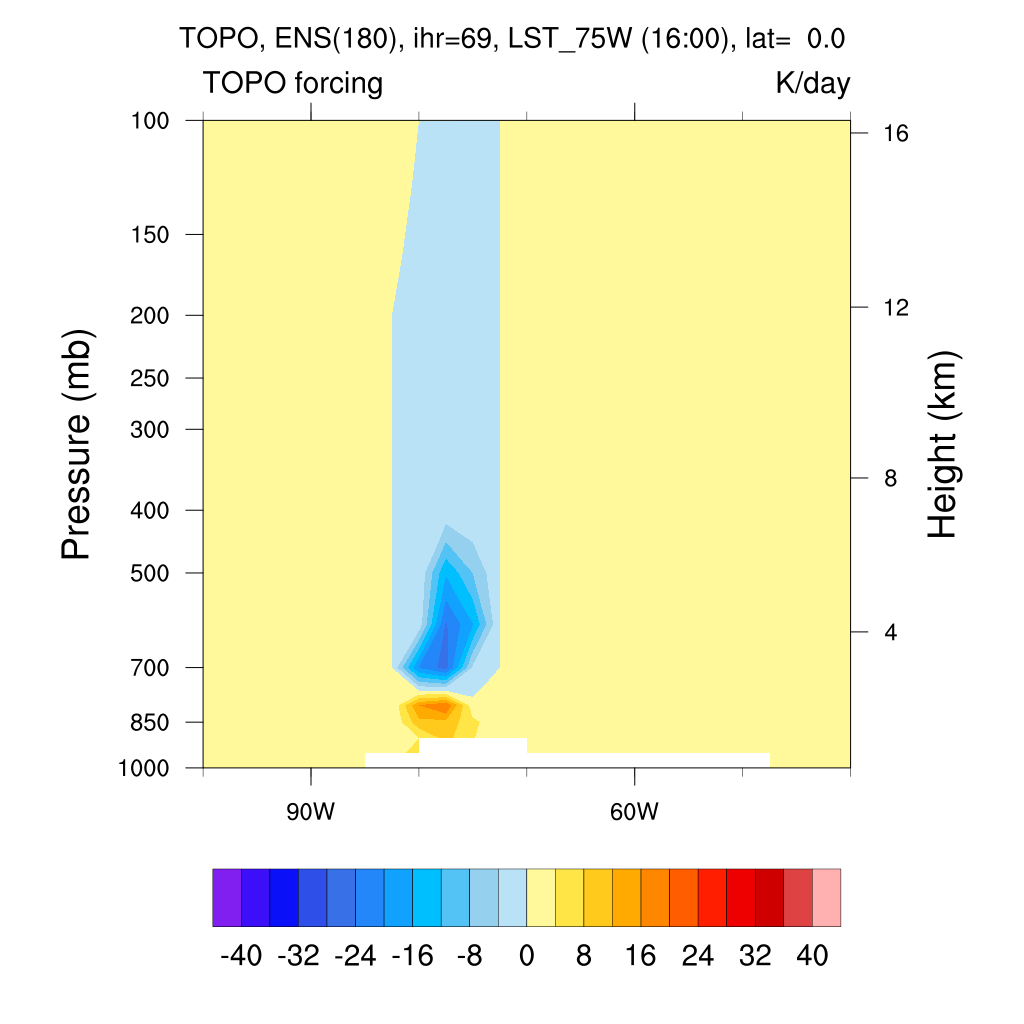 TOPO, ENS(180), ihr=69, LST_75W (16:00), lat=  0.0
TOPO forcing
K/day
100
150
200
250
300
400
500
700
850
1000
Pressure (mb)
16
12
8
4
Height (km)
90W
60W
-40 -32 -24 -16 -8 0 8 16 24 32 40